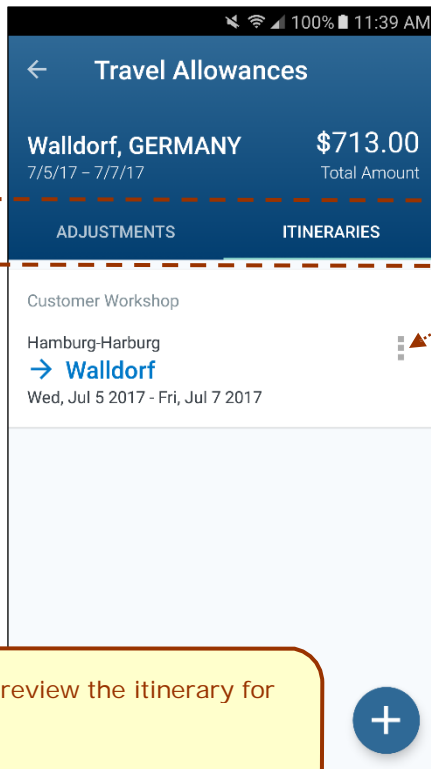 100% 11:39 AM
Travel Allowances
Walldorf, GERMANY $713.00
7/5/17 – 7/7/17 Total Amount
ADJUSTMENTS ITINERARIES
Customer Workshop
Hamburg-Harburg
→ Walldorf
Wed, Jul 5 2017 - Fri, Jul 7 2017
review the itinerary for
+